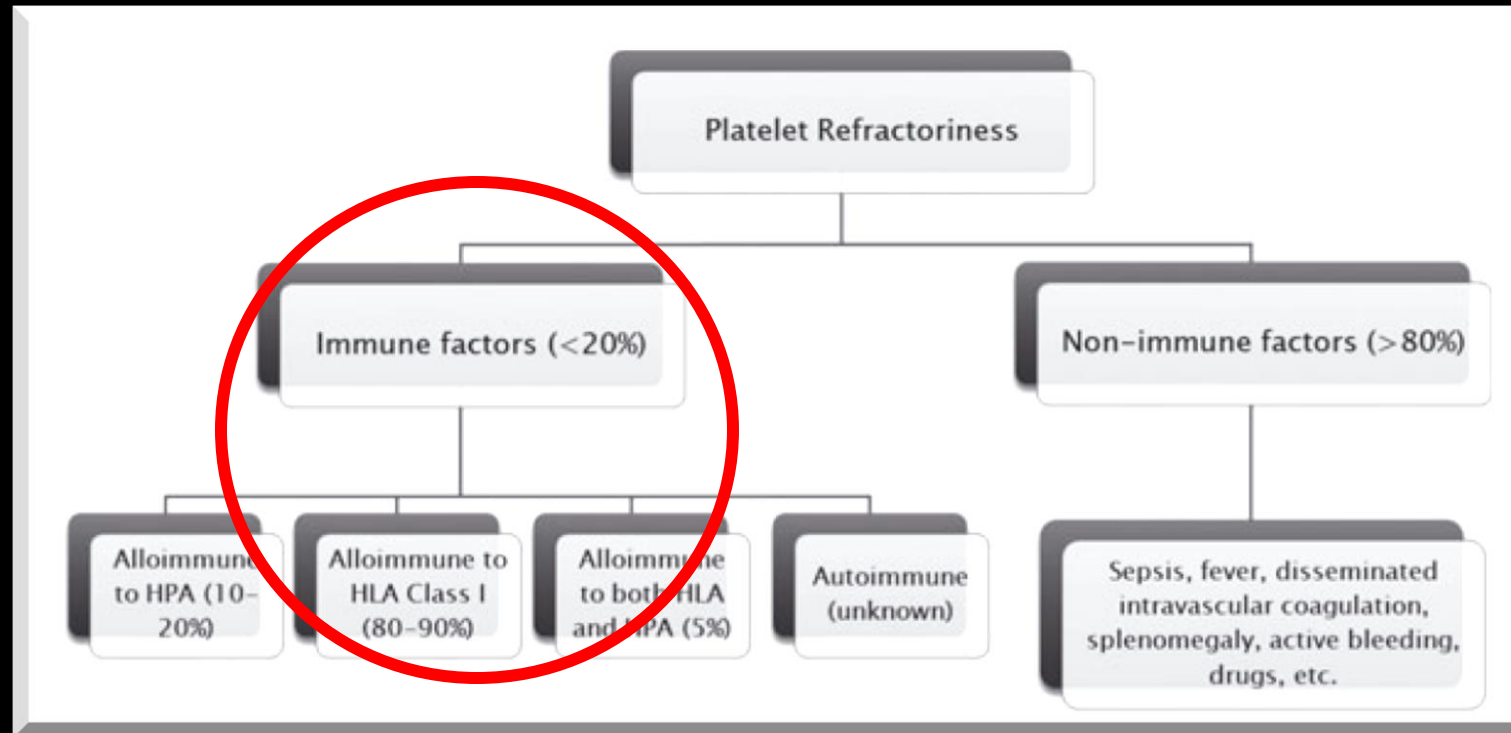 Platelet Refractoriness
Immune factors (<20%)
Non-immune factors (>80%)
Alloimmune
to HPA (10-
20%)
Alloimmune to
HLA Class I
(80-90%)
Alloimmune
to both HLA
and HPA (5%)
Autoimmune
(unknown)
Sepsis, fever, disseminated
intravascular coagulation,
splenomegaly, active bleeding,
drugs, etc.